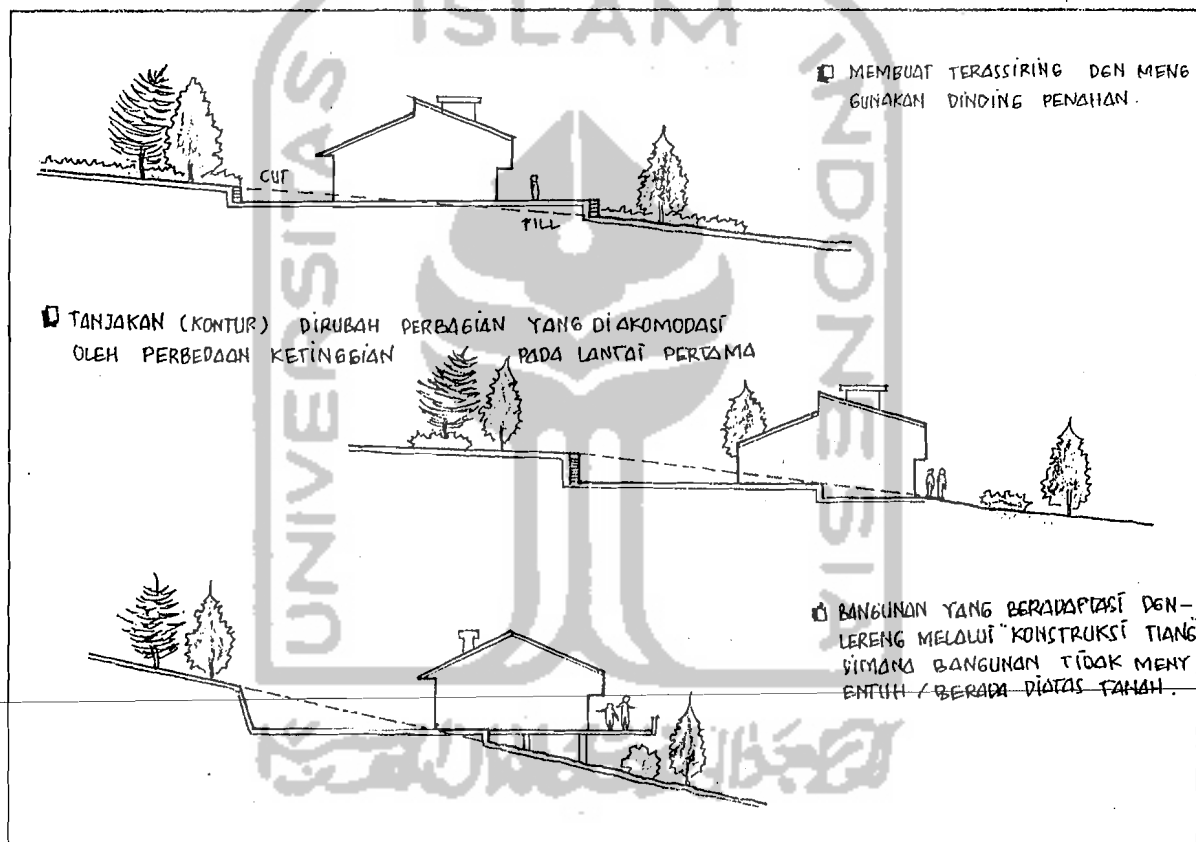 MEMBUAT TERASSIRING DGN MENG
GUNAKAN DINDING PENAHAN.
CUT
FILL
TANJAKAN (KONTUR) DIRUBAH PERBAGIAN YANG DIAKOMODASI
OLEH PERBEDAAN KETINGGIAN PADA LANTAI PERTAMA
BANGUNAN YANG BERADAPTASI DGN-
LERENG MELALUI "KONSTRUKSI TIANG"
DIMANA BANGUNAN TIDAK MENY
ENTUH / BERADA DIATAS TANAH.
UNIVERSITAS
ISLAM
INDONESIA